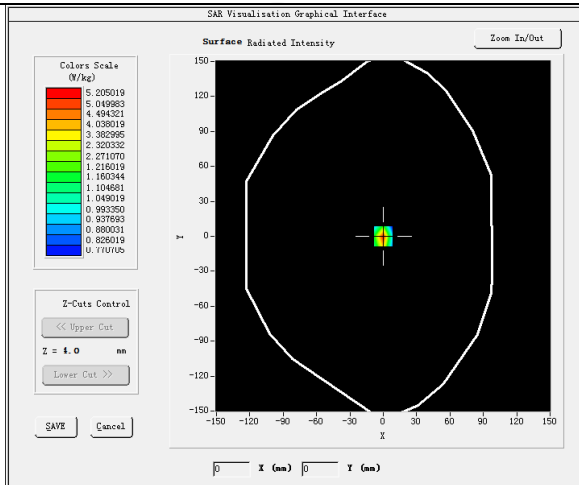 SAR Visualisation Graphical Interface
Surface Radiated Intensity
Zoom In/Out
Colors Scale
(W/kg)
5.205019
5.049983
4.494321
4.038019
3.382995
2.320332
2.271070
1.216019
1.160344
1.104681
1.049019
0.993350
0.937693
0.880031
0.826019
0.770705
Z-Cuts Control
<< Upper Cut
Z = 4.0 mm
Lower Cut >>
SAVE Cancel
150
120
90
60
30
0
-30
-60
-90
-120
-150
Y
-150 -120 -90 -60 -30 0 30 60 90 120 150
X
0 X (mm) 0 Y (mm)